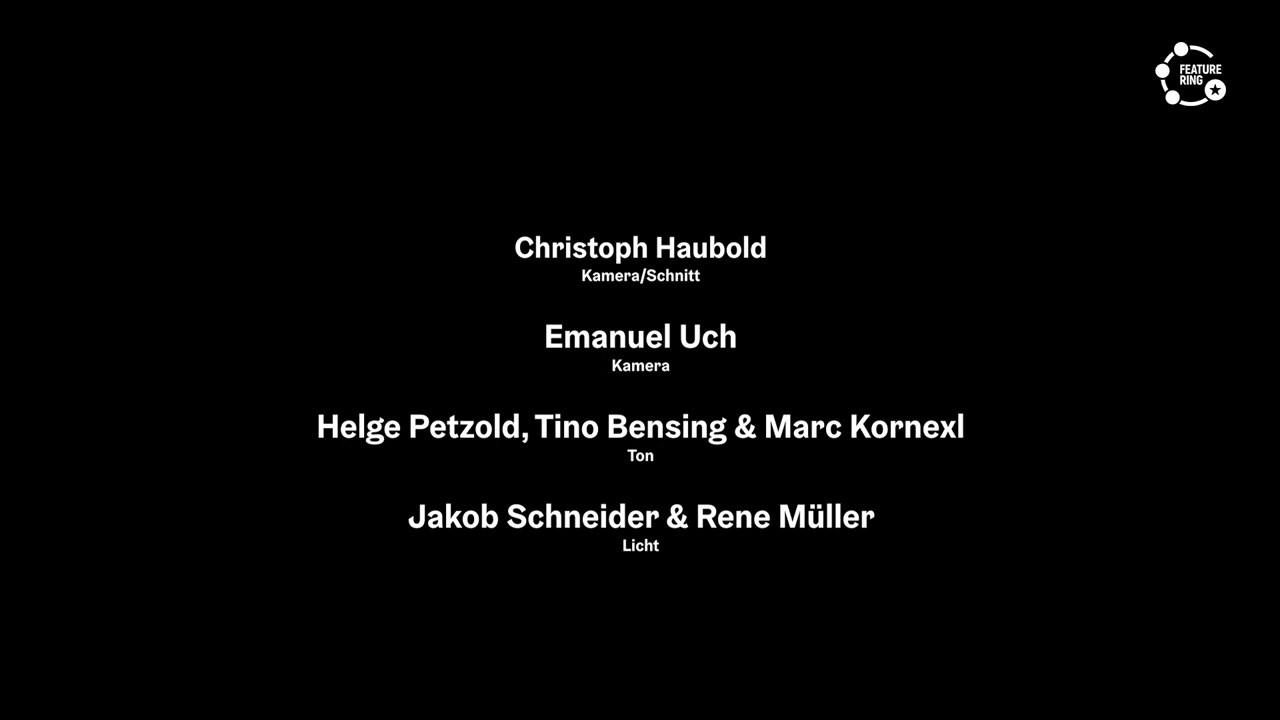 FEATURE
RING
Christoph Haubold
Kamera/Schnitt
Emanuel Uch
Kamera
Helge Petzold, Tino Bensing & Marc Kornexl
Ton
Jakob Schneider & Rene Müller
Licht